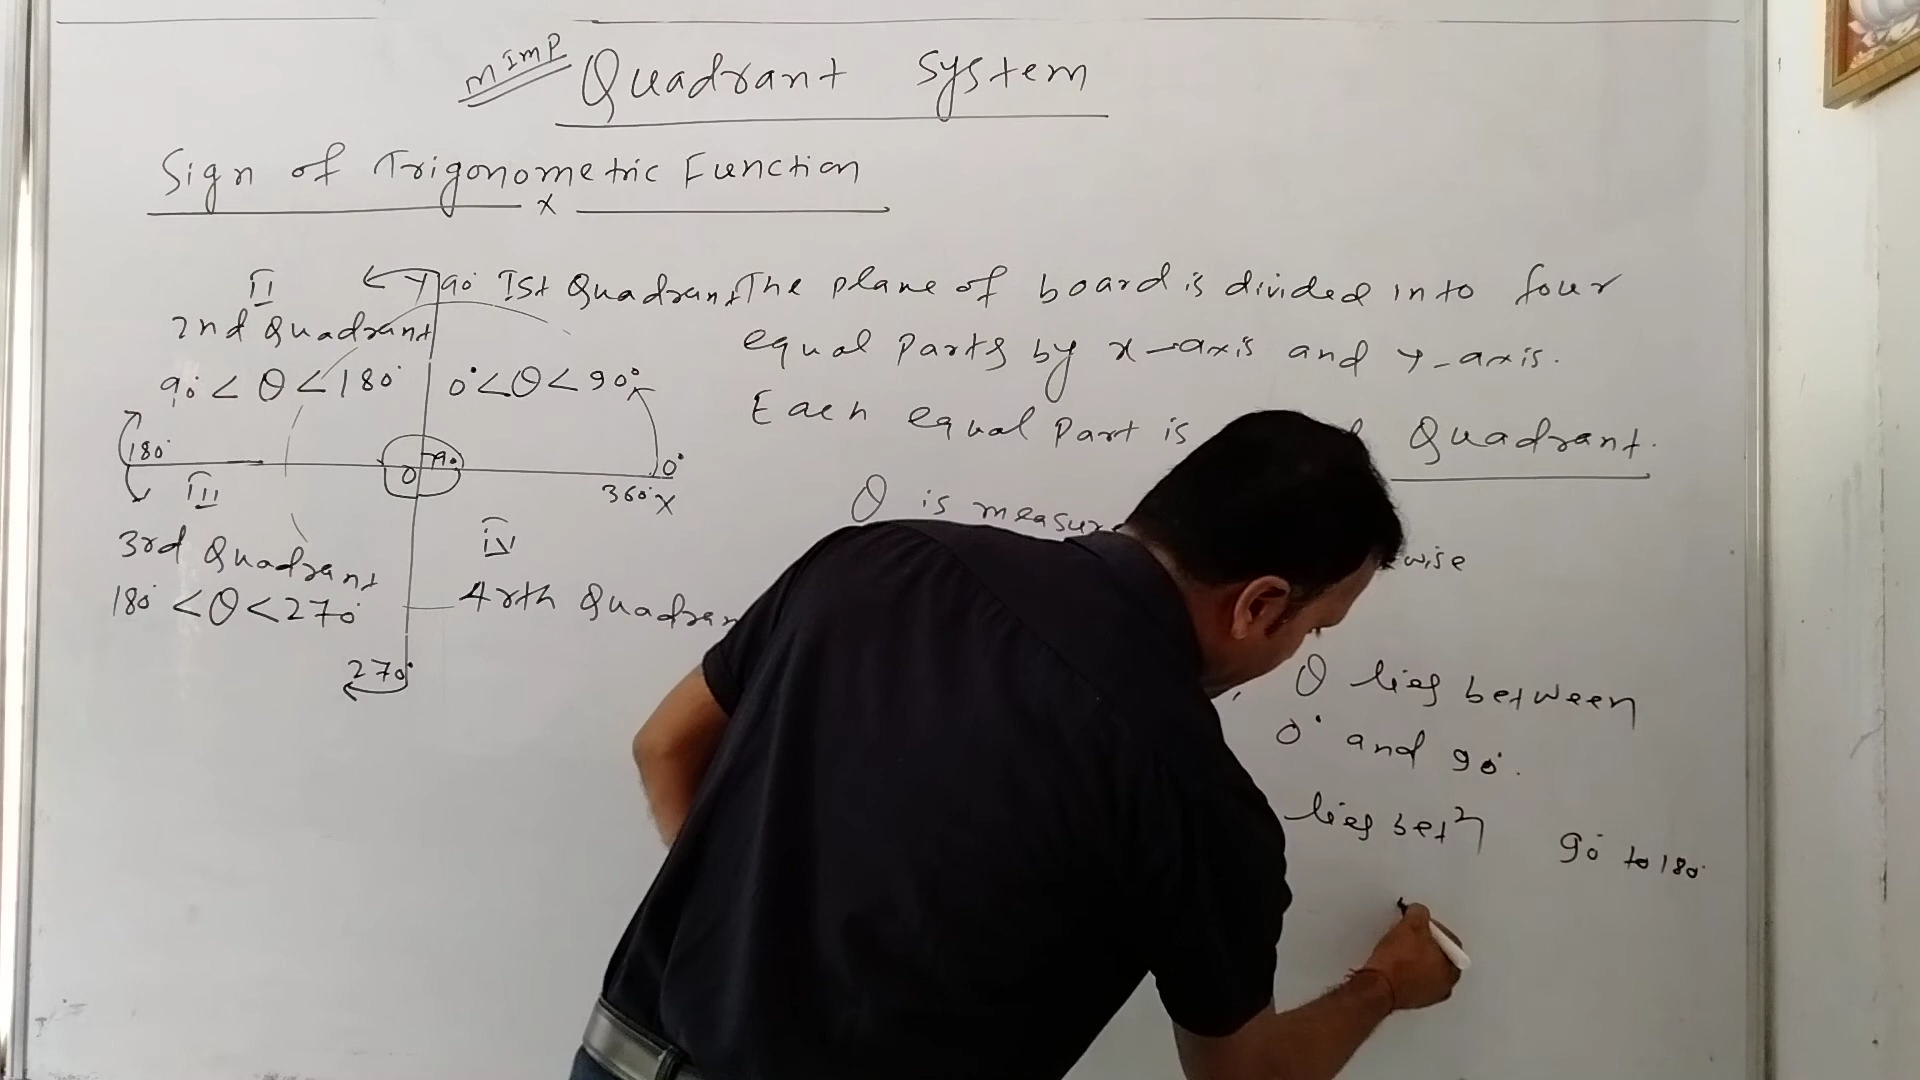 M Imp Quadrant System
Sign of Trigonometric Function
x
II
Y 90° Ist Quadrant
2nd Quadrant
90° < θ < 180°
0° < θ < 90°
180°
0
90
0°
360° X
III
3rd Quadrant
180° < θ < 270°
IV
4rth Quadran
270°
The plane of board is divided into four
equal Parts by x-axis and Y-axis.
Each equal Part is Quadrant.
θ is measure wise
θ lies between
0° and 90°.
lies betn 90° to 180°